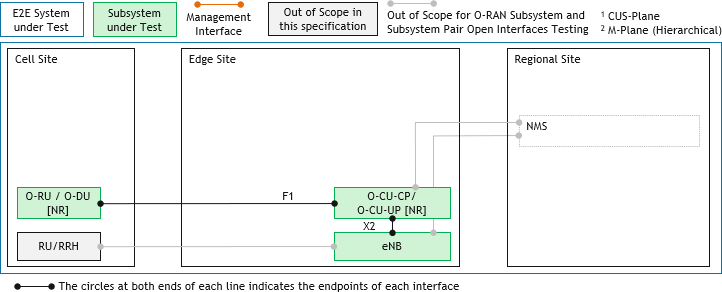 E2E System
under Test
Subsystem
under Test
Management
Interface
Out of Scope in
this specification
Out of Scope for O-RAN Subsystem and
Subsystem Pair Open Interfaces Testing
1 CUS-Plane
2 M-Plane (Hierarchical)
Cell Site
Edge Site
Regional Site
NMS
O-RU / O-DU
[NR]
F1
O-CU-CP/
O-CU-UP [NR]
X2
RU/RRH
eNB
The circles at both ends of each line indicates the endpoints of each interface